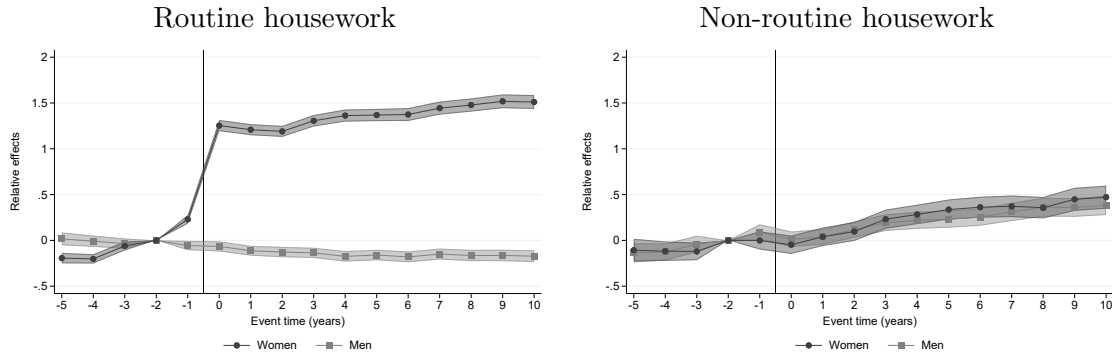 Routine housework
2
1.5
1
.5
0
-.5
Relative effects
-5 -4 -3 -2 -1 0 1 2 3 4 5 6 7 8 9 10
Event time (years)
Women Men
Non-routine housework
2
1.5
1
.5
0
-.5
Relative effects
-5 -4 -3 -2 -1 0 1 2 3 4 5 6 7 8 9 10
Event time (years)
Women Men